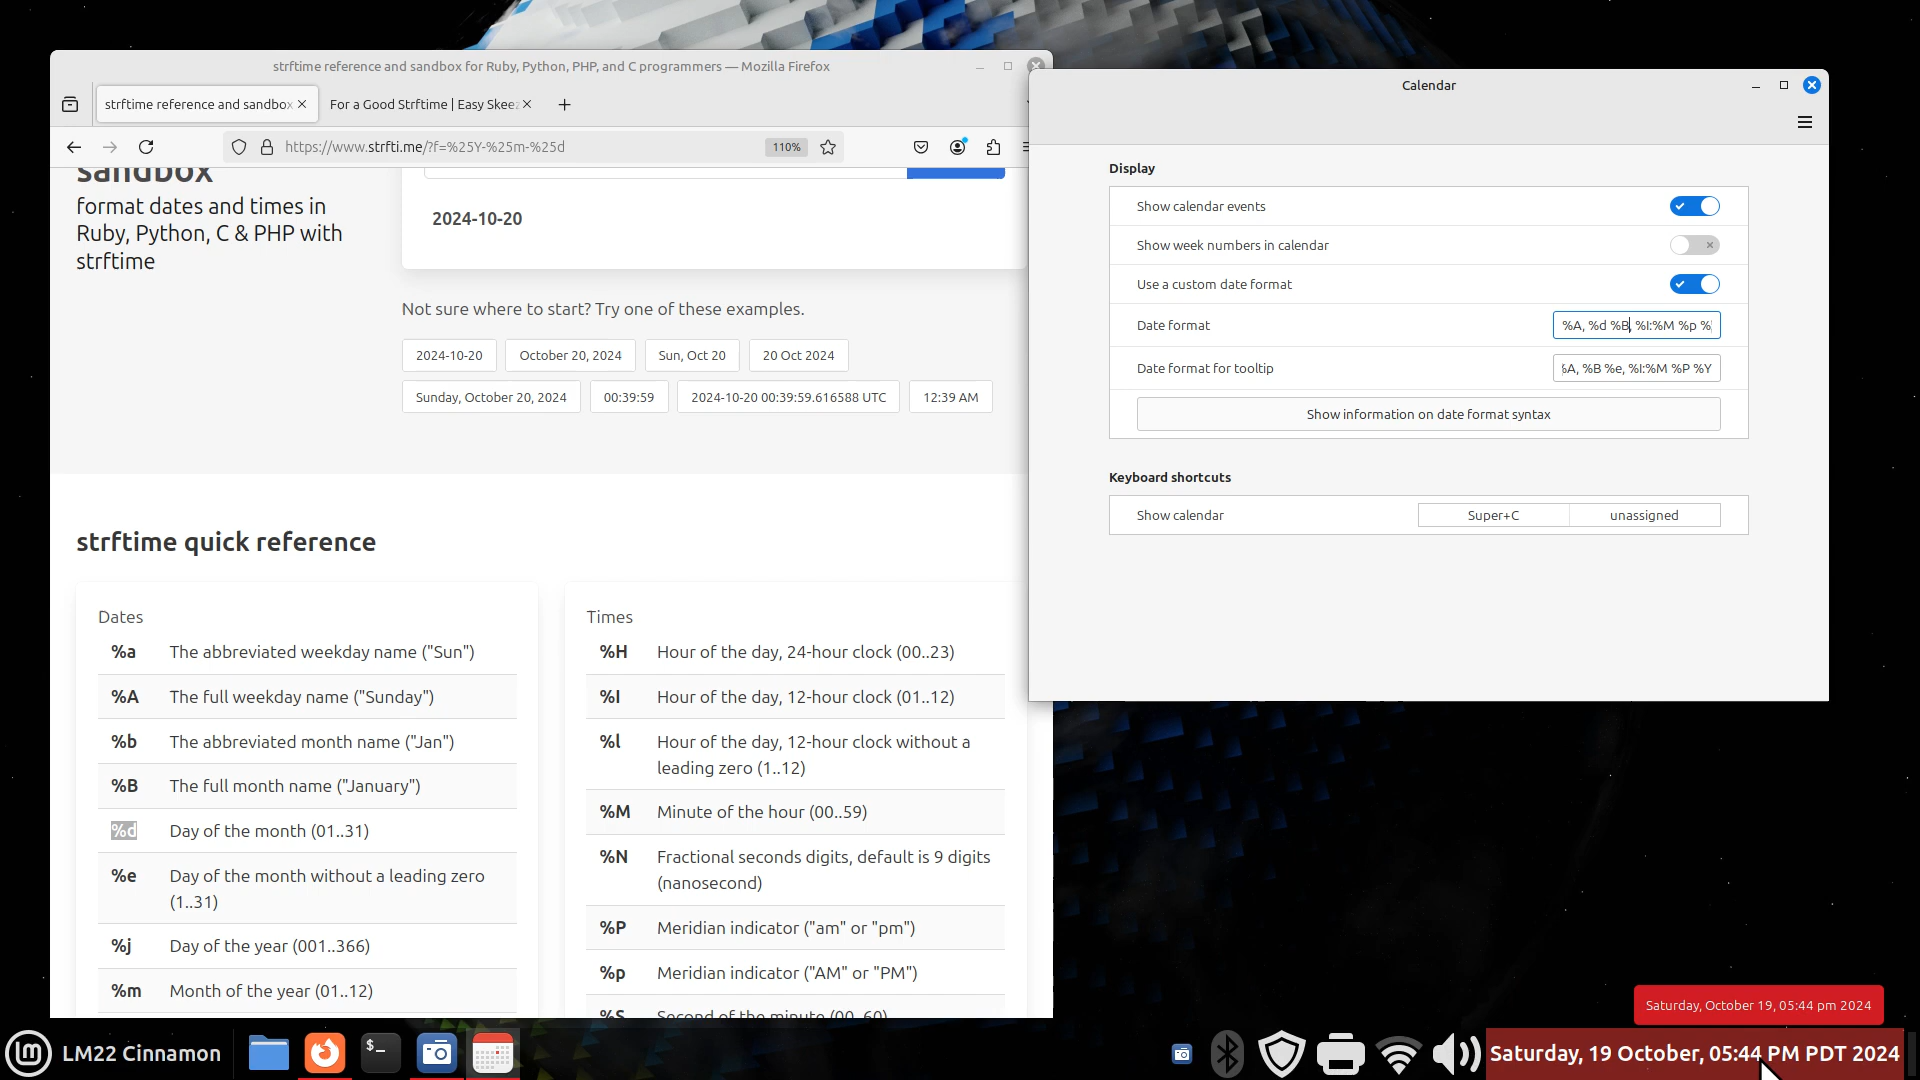 strftime reference and sandbox for Ruby, Python, PHP, and C programmers — Mozilla Firefox
strftime reference and sandbox
For a Good Strftime | Easy Skeez
https://www.strfti.me/?f=%25Y-%25m-%25d
110%
sandbox
format dates and times in
Ruby, Python, C & PHP with
strftime
2024-10-20
Not sure where to start? Try one of these examples.
2024-10-20
October 20, 2024
Sun, Oct 20
20 Oct 2024
Sunday, October 20, 2024
00:39:59
2024-10-20 00:39:59.616588 UTC
12:39 AM
strftime quick reference
Dates
%a The abbreviated weekday name ("Sun")
%A The full weekday name ("Sunday")
%b The abbreviated month name ("Jan")
%B The full month name ("January")
%d Day of the month (01..31)
%e Day of the month without a leading zero
(1..31)
%j Day of the year (001..366)
%m Month of the year (01..12)
Times
%H Hour of the day, 24-hour clock (00..23)
%I Hour of the day, 12-hour clock (01..12)
%l Hour of the day, 12-hour clock without a
leading zero (1..12)
%M Minute of the hour (00..59)
%N Fractional seconds digits, default is 9 digits
(nanosecond)
%P Meridian indicator ("am" or "pm")
%p Meridian indicator ("AM" or "PM")
%S Second of the minute (00..60)
Calendar
Display
Show calendar events
Show week numbers in calendar
Use a custom date format
Date format
%A, %d %B, %I:%M %p %
Date format for tooltip
%A, %B %e, %I:%M %P %Y
Show information on date format syntax
Keyboard shortcuts
Show calendar
Super+C
unassigned
Saturday, October 19, 05:44 pm 2024
LM22 Cinnamon
$_
Saturday, 19 October, 05:44 PM PDT 2024